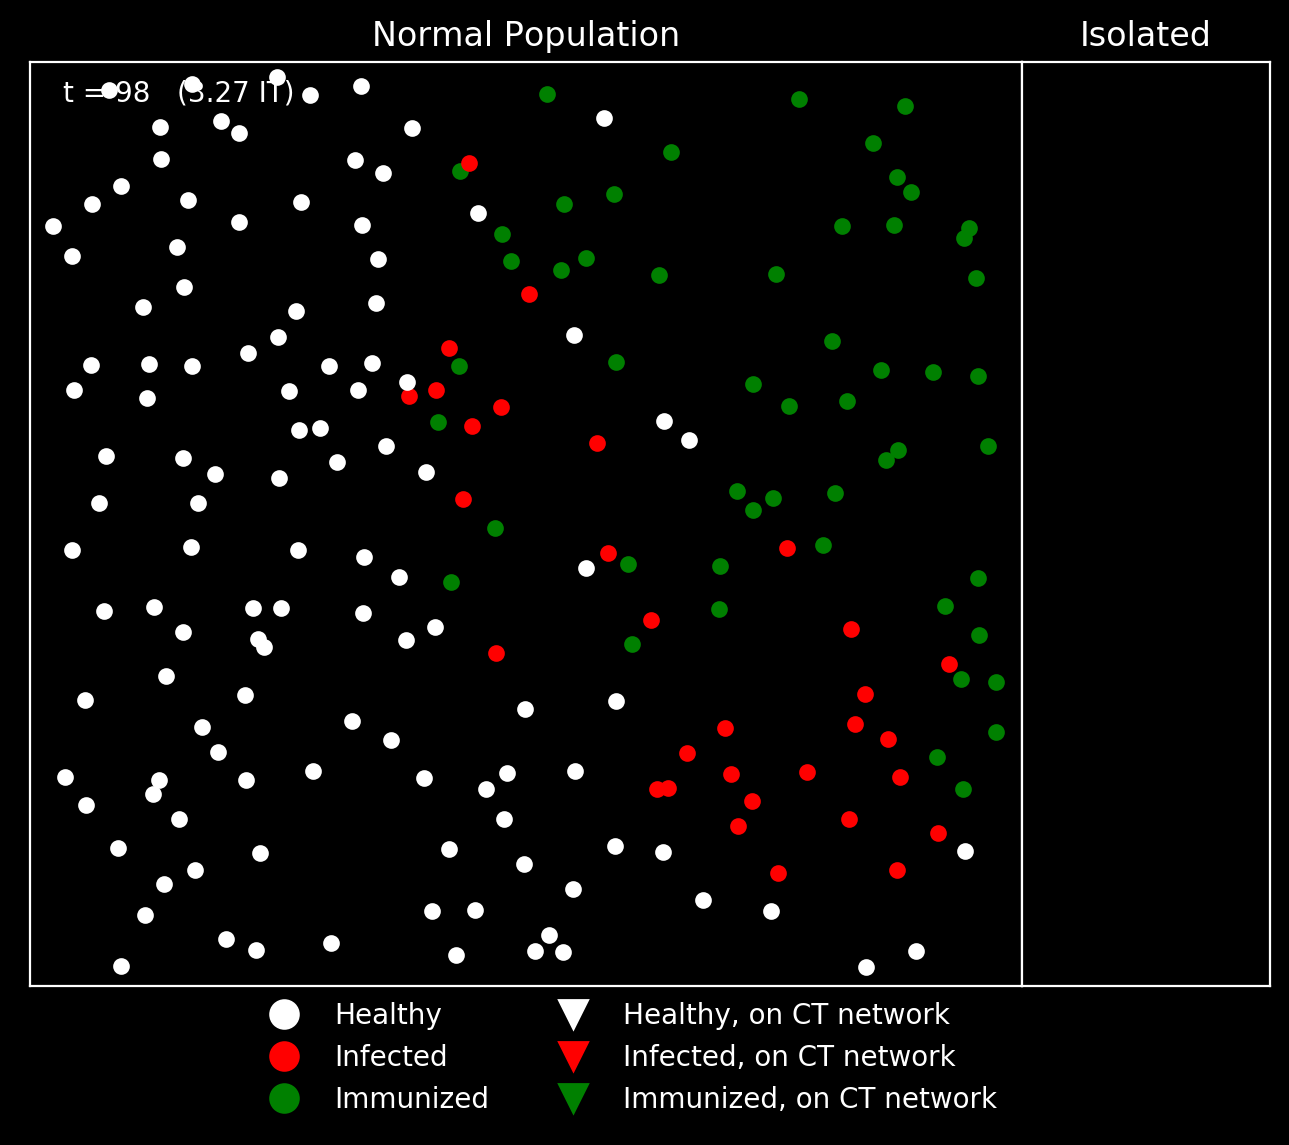 Normal Population Isolated
t = 98 (3.27 IT)
Healthy Healthy, on CT network
Infected Infected, on CT network
Immunized Immunized, on CT network